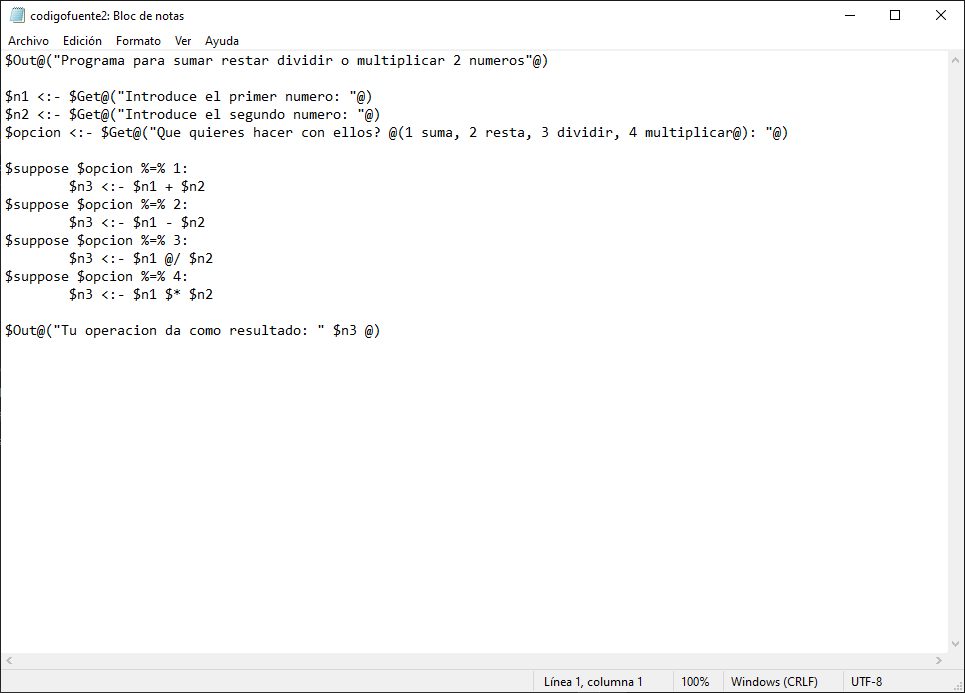 codigofuente2: Bloc de notas
Archivo Edición Formato Ver Ayuda
$Out@("Programa para sumar restar dividir o multiplicar 2 numeros"@)
$n1 <:- $Get@("Introduce el primer numero: "@)
$n2 <:- $Get@("Introduce el segundo numero: "@)
$opcion <:- $Get@("Que quieres hacer con ellos? @(1 suma, 2 resta, 3 dividir, 4 multiplicar@): "@)
$suppose $opcion %=% 1:
        $n3 <:- $n1 + $n2
$suppose $opcion %=% 2:
        $n3 <:- $n1 - $n2
$suppose $opcion %=% 3:
        $n3 <:- $n1 @/ $n2
$suppose $opcion %=% 4:
        $n3 <:- $n1 $* $n2
$Out@("Tu operacion da como resultado: " $n3 @)
Línea 1, columna 1 100% Windows (CRLF) UTF-8